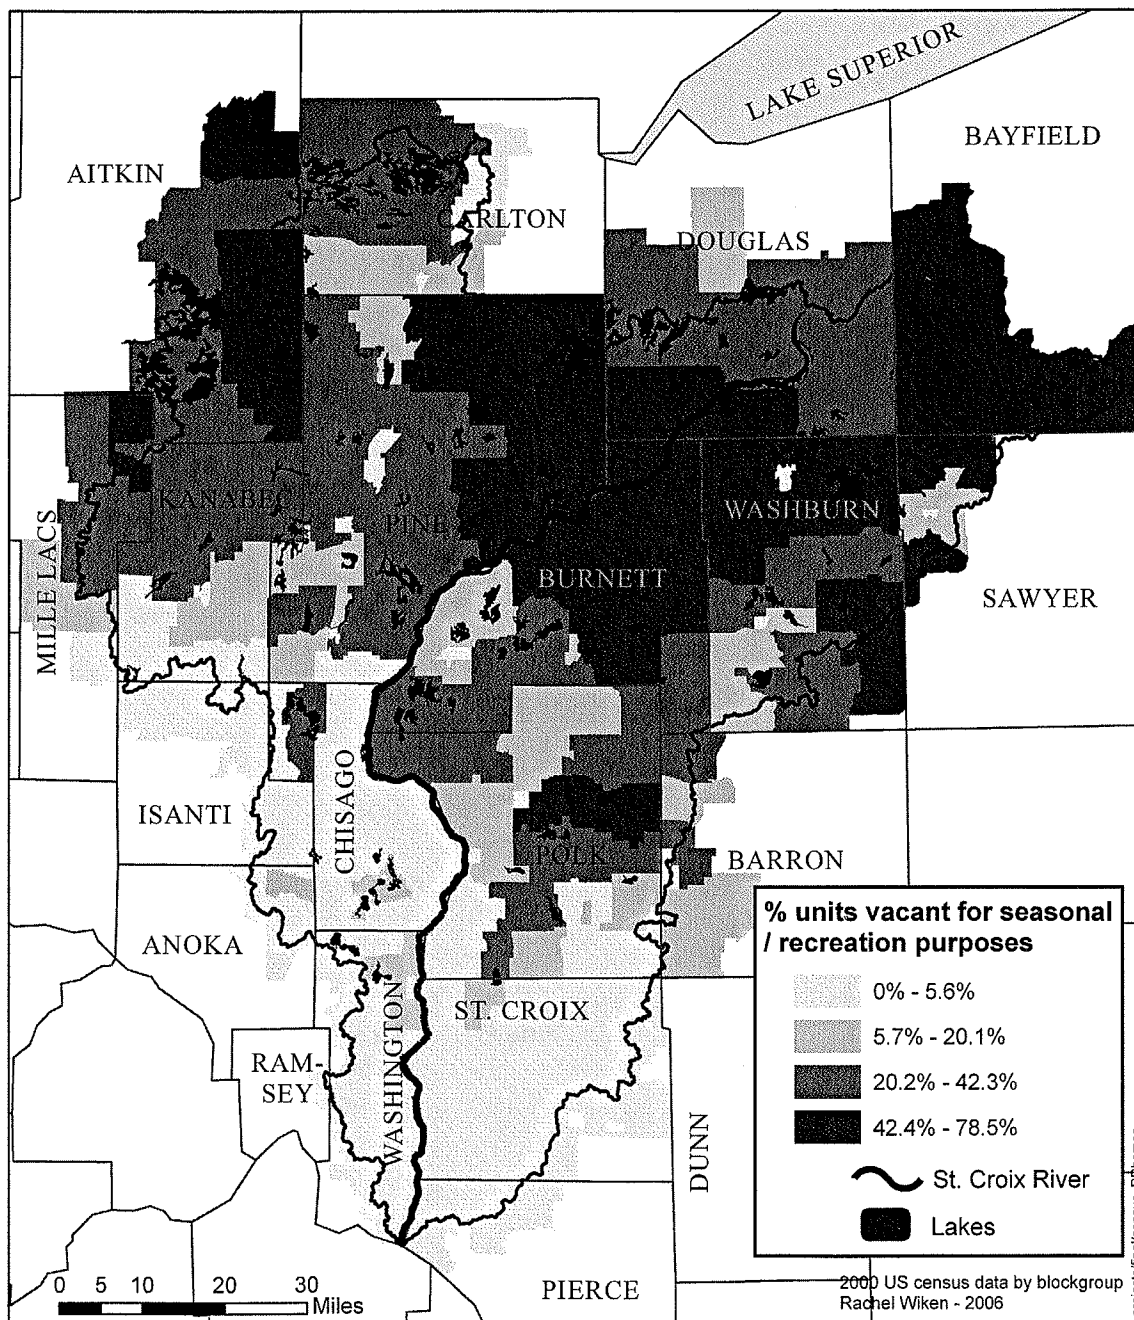 LAKE SUPERIOR
BAYFIELD
AITKIN
CARLTON
DOUGLAS
KANABEC
PINE
WASHBURN
MILLE LACS
BURNETT
SAWYER
ISANTI
CHISAGO
POLK
BARRON
ANOKA
ST. CROIX
WASHINGTON
RAM-
SEY
DUNN
PIERCE
% units vacant for seasonal
/ recreation purposes
0% - 5.6%
5.7% - 20.1%
20.2% - 42.3%
42.4% - 78.5%
St. Croix River
Lakes
0 5 10 20 30
Miles
2000 US census data by blockgroup
Rachel Wiken - 2006